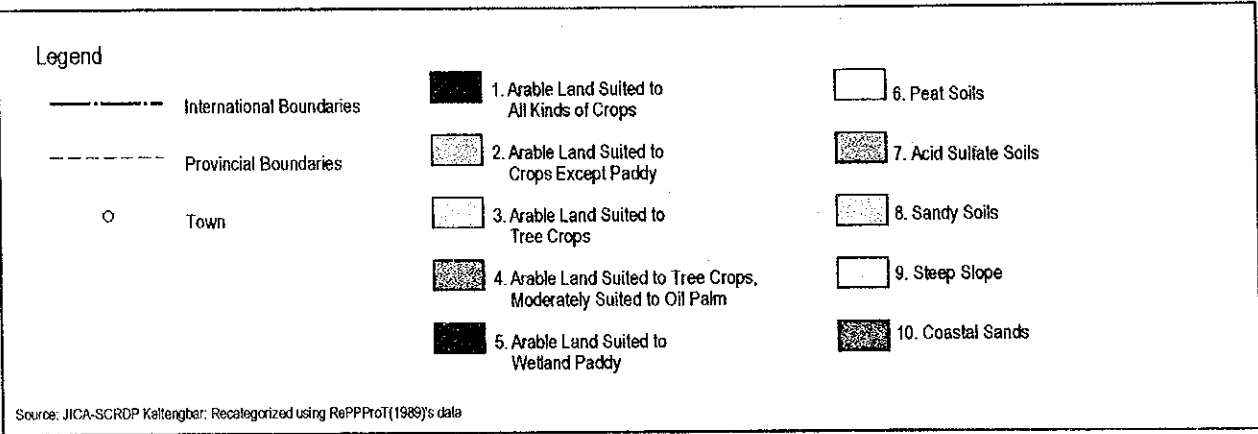 Legend
International Boundaries
Provincial Boundaries
Town
1. Arable Land Suited to
All Kinds of Crops
2. Arable Land Suited to
Crops Except Paddy
3. Arable Land Suited to
Tree Crops
4. Arable Land Suited to Tree Crops,
Moderately Suited to Oil Palm
5. Arable Land Suited to
Wetland Paddy
6. Peat Soils
7. Acid Sulfate Soils
8. Sandy Soils
9. Steep Slope
10. Coastal Sands
Source: JICA-SCRDP Kaltengbar: Recategorized using RePPProT(1989)'s data